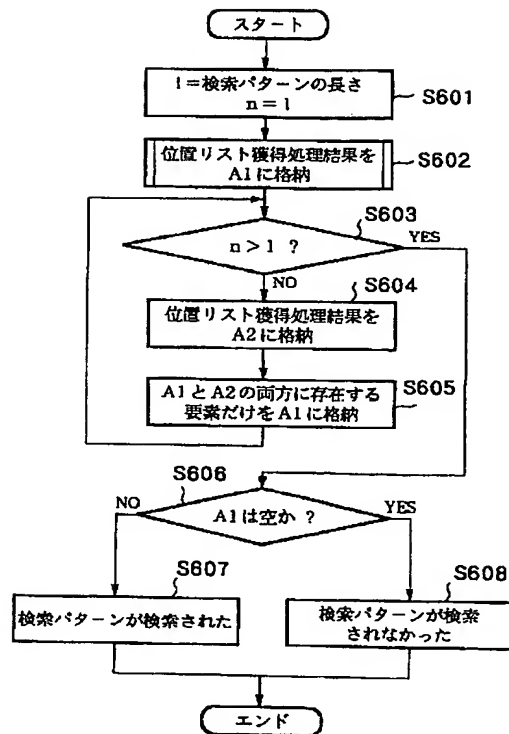 スタート
l=検索パターンの長さ
n=1
S601
位置リスト獲得処理結果を
A1に格納
S602
S603
n>l ?
YES
NO
S604
位置リスト獲得処理結果を
A2に格納
A1とA2の両方に存在する
要素だけをA1に格納
S605
S606
NO
A1は空か ?
YES
S607
検索パターンが検索された
S608
検索パターンが検索
されなかった
エンド